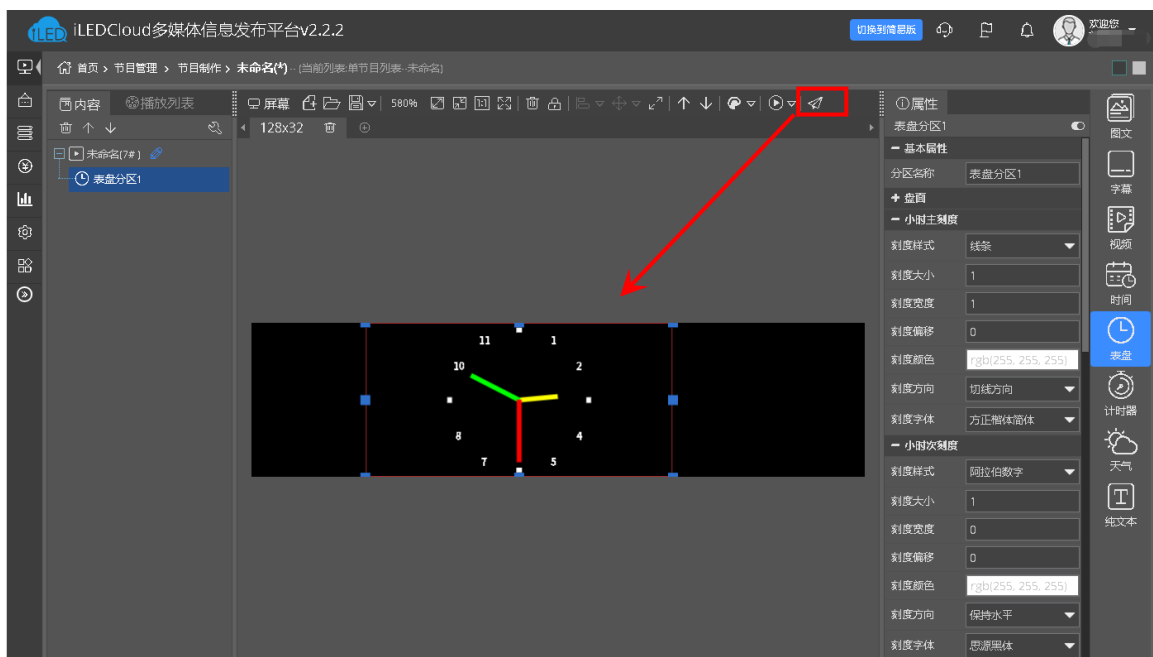 iLED iLEDCloud多媒体信息发布平台v2.2.2 切换到简易版 欢迎您
首页 › 节目管理 › 节目制作 › 未命名(*) ·· (当前列表:单节目列表··未命名)
内容 播放列表 屏幕 580% 1:1 属性
128x32 表盘分区1
未命名(7#)
表盘分区1
11 1
10 2
8 4
7 5
基本属性
分区名称 表盘分区1
盘面
小时主刻度
刻度样式 线条
刻度大小 1
刻度宽度 1
刻度偏移 0
刻度颜色 rgb(255, 255, 255)
刻度方向 切线方向
刻度字体 方正楷体简体
小时次刻度
刻度样式 阿拉伯数字
刻度大小 1
刻度宽度 0
刻度偏移 0
刻度颜色 rgb(255, 255, 255)
刻度方向 保持水平
刻度字体 思源黑体
图文
字幕
视频
时间
表盘
计时器
天气
纯文本